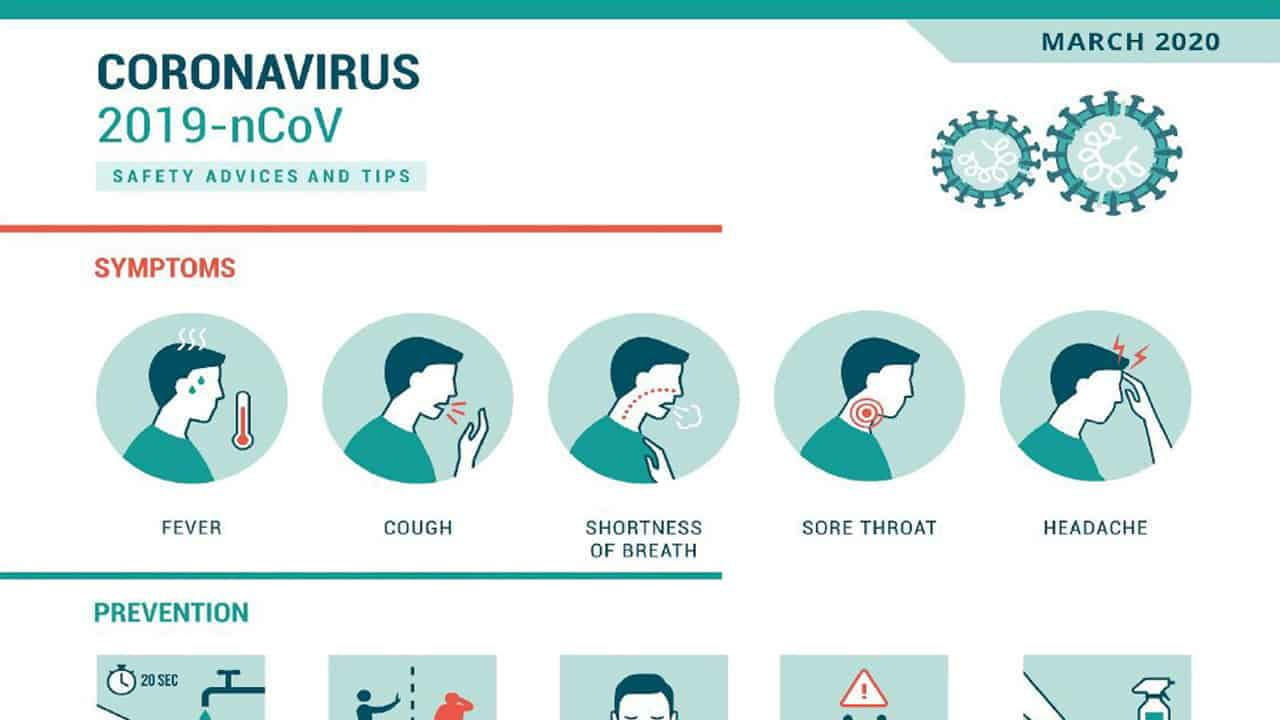 MARCH 2020
CORONAVIRUS
2019-nCoV
SAFETY ADVICES AND TIPS
SYMPTOMS
FEVER
COUGH
SHORTNESS
OF BREATH
SORE THROAT
HEADACHE
PREVENTION
20 SEC
!